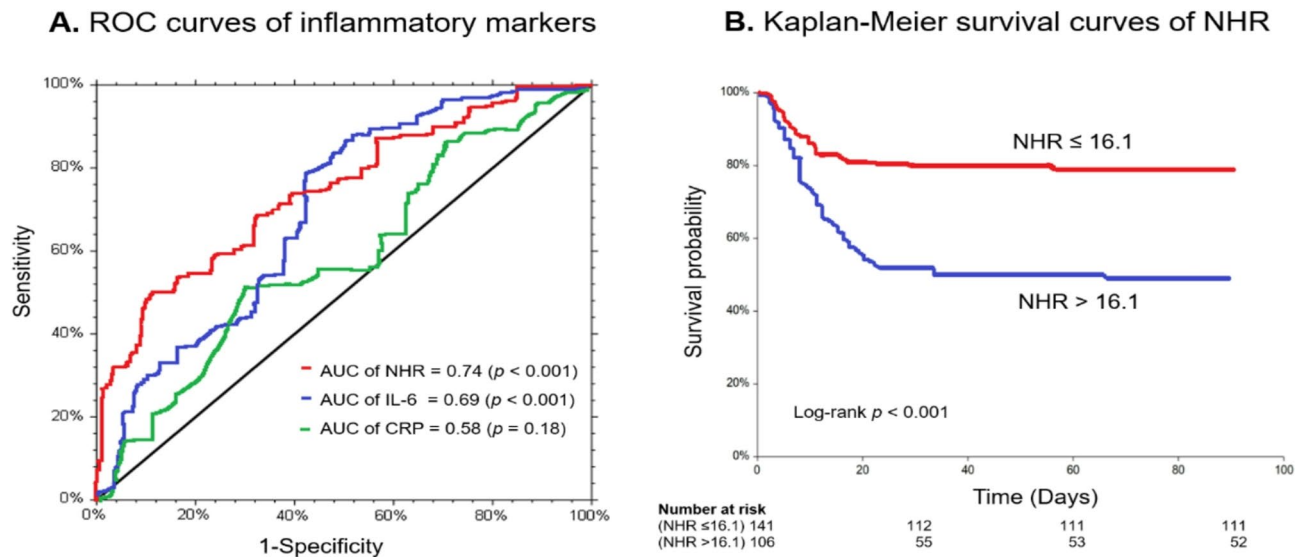 A. ROC curves of inflammatory markers
100%
80%
60%
40%
20%
0%
Sensitivity
AUC of NHR = 0.74 (p < 0.001)
AUC of IL-6 = 0.69 (p < 0.001)
AUC of CRP = 0.58 (p = 0.18)
0% 20% 40% 60% 80% 100%
1-Specificity
B. Kaplan-Meier survival curves of NHR
100%
80%
60%
40%
20%
0%
Survival probability
NHR ≤ 16.1
NHR > 16.1
Log-rank p < 0.001
0 20 40 60 80 100
Time (Days)
Number at risk
(NHR ≤16.1) 141 112 111 111
(NHR >16.1) 106 55 53 52